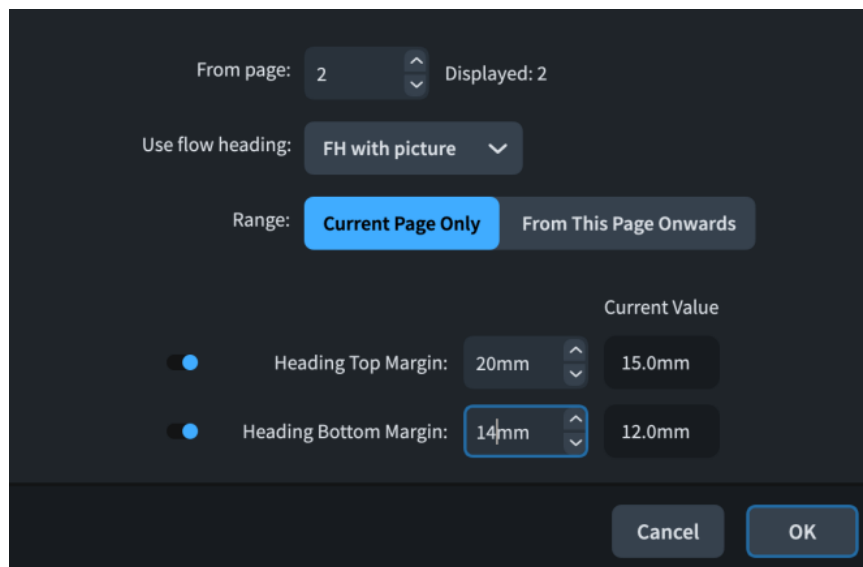 From page: 2 Displayed: 2
Use flow heading: FH with picture
Range: Current Page Only From This Page Onwards
Current Value
Heading Top Margin: 20mm 15.0mm
Heading Bottom Margin: 14mm 12.0mm
Cancel OK